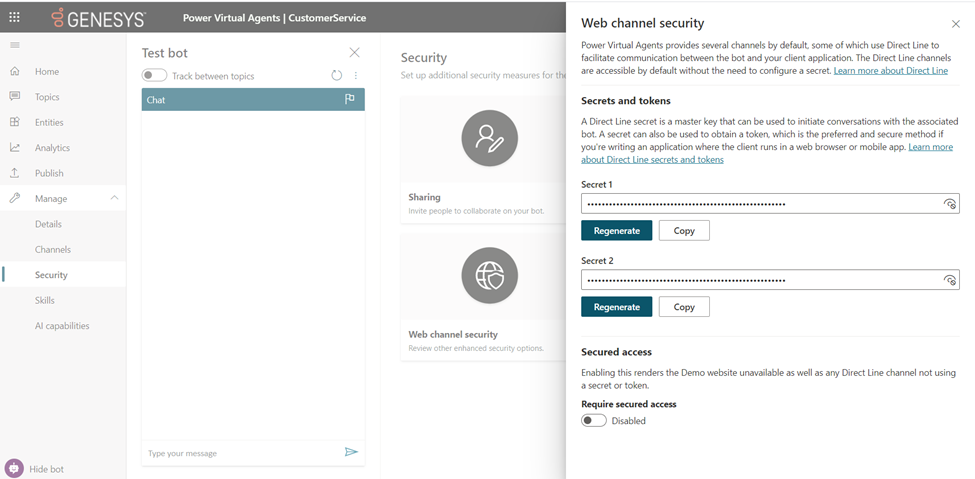 GENESYS
Power Virtual Agents | CustomerService
Home
Topics
Entities
Analytics
Publish
Manage
Details
Channels
Security
Skills
AI capabilities
Hide bot
Test bot
Track between topics
Chat
Type your message
Security
Set up additional security measures for the
Sharing
Invite people to collaborate on your bot.
Web channel security
Review other enhanced security options.
Web channel security
Power Virtual Agents provides several channels by default, some of which use Direct Line to
facilitate communication between the bot and your client application. The Direct Line channels
are accessible by default without the need to configure a secret. Learn more about Direct Line
Secrets and tokens
A Direct Line secret is a master key that can be used to initiate conversations with the associated
bot. A secret can also be used to obtain a token, which is the preferred and secure method if
you're writing an application where the client runs in a web browser or mobile app. Learn more
about Direct Line secrets and tokens
Secret 1
Regenerate
Copy
Secret 2
Regenerate
Copy
Secured access
Enabling this renders the Demo website unavailable as well as any Direct Line channel not using
a secret or token.
Require secured access
Disabled